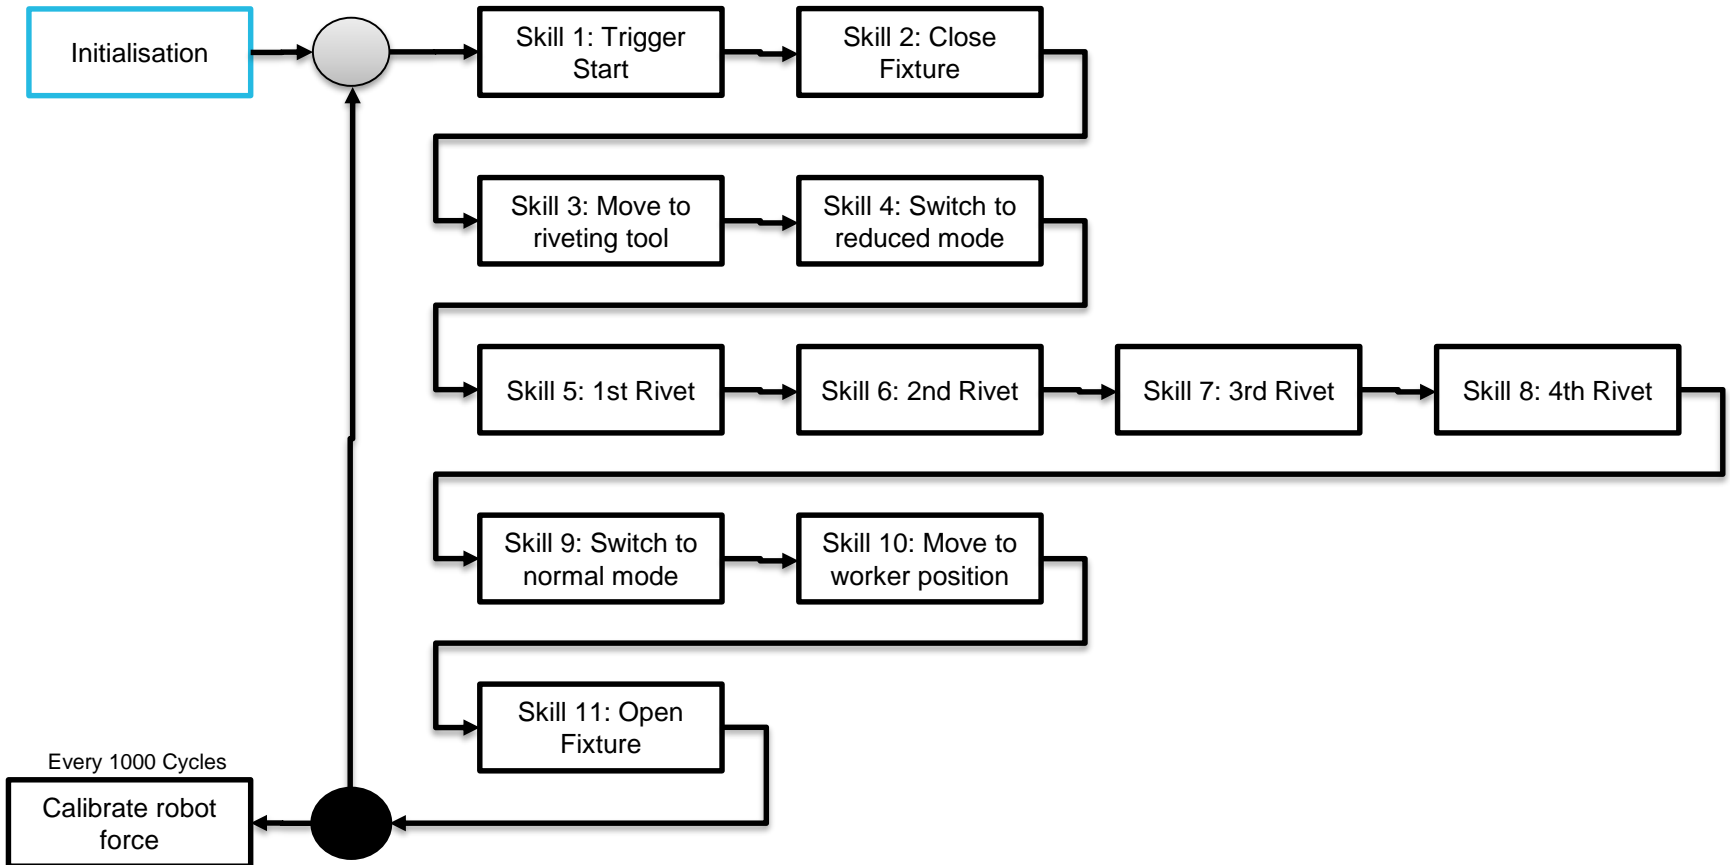 Initialisation
Skill 1: Trigger
Start
Skill 2: Close
Fixture
Skill 3: Move to
riveting tool
Skill 4: Switch to
reduced mode
Skill 5: 1st Rivet
Skill 6: 2nd Rivet
Skill 7: 3rd Rivet
Skill 8: 4th Rivet
Skill 9: Switch to
normal mode
Skill 10: Move to
worker position
Skill 11: Open
Fixture
Every 1000 Cycles
Calibrate robot
force